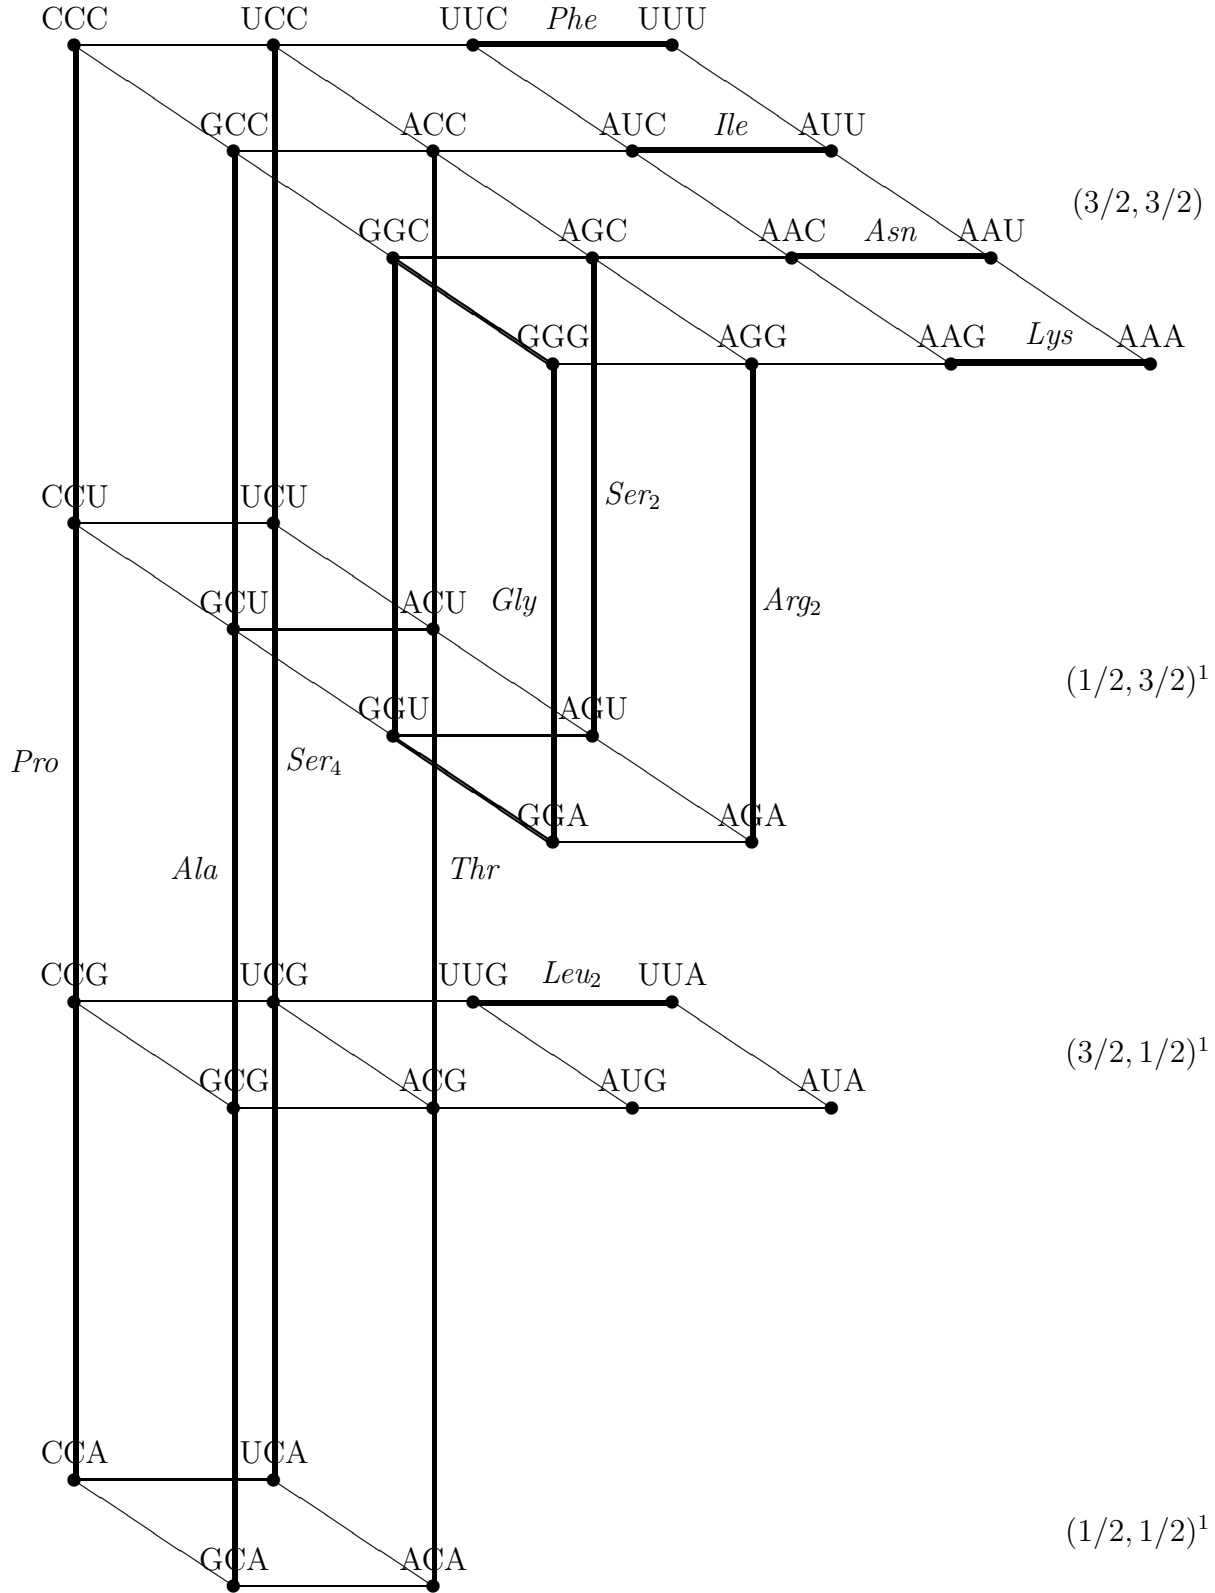 CCC UCC UUC Phe UUU
GCC ACC AUC Ile AUU
(3/2, 3/2)
GGC AGC AAC Asn AAU
GGG AGG AAG Lys AAA
CCU UCU Ser₂
GCU ACU Gly Arg₂
(1/2, 3/2)¹
GGU AGU
Pro Ser₄
GGA AGA
Ala Thr
CCG UCG UUG Leu₂ UUA
(3/2, 1/2)¹
GCG ACG AUG AUA
CCA UCA
(1/2, 1/2)¹
GCA ACA